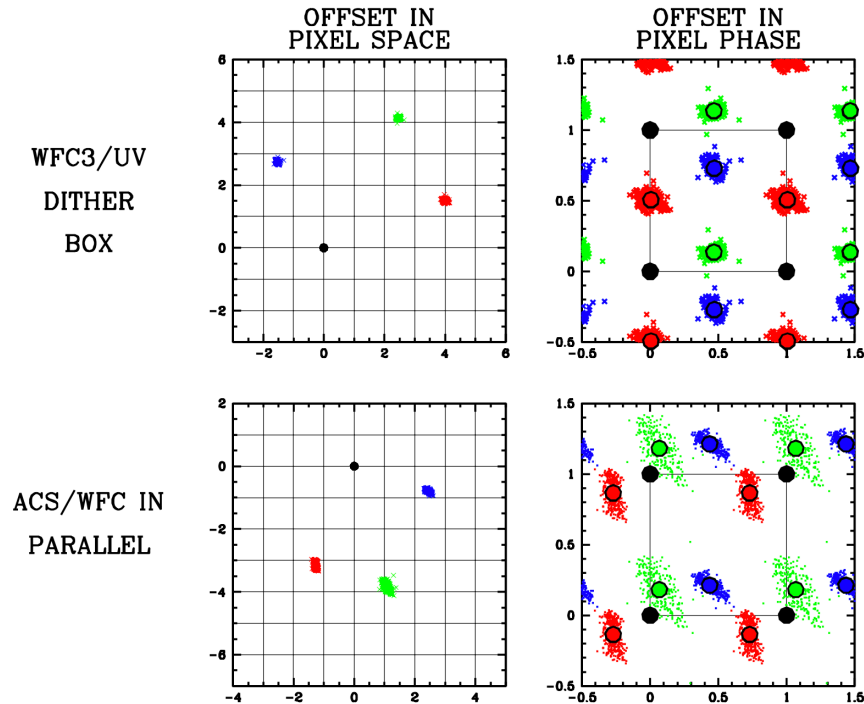 OFFSET IN
PIXEL SPACE
OFFSET IN
PIXEL PHASE
WFC3/UV
DITHER
BOX
6
4
2
0
-2
-2 0 2 4 6
1.5
1
0.5
0
-0.5
-0.5 0 0.5 1 1.5
ACS/WFC IN
PARALLEL
2
0
-2
-4
-6
-4 -2 0 2 4
1.5
1
0.5
0
-0.5
-0.5 0 0.5 1 1.5